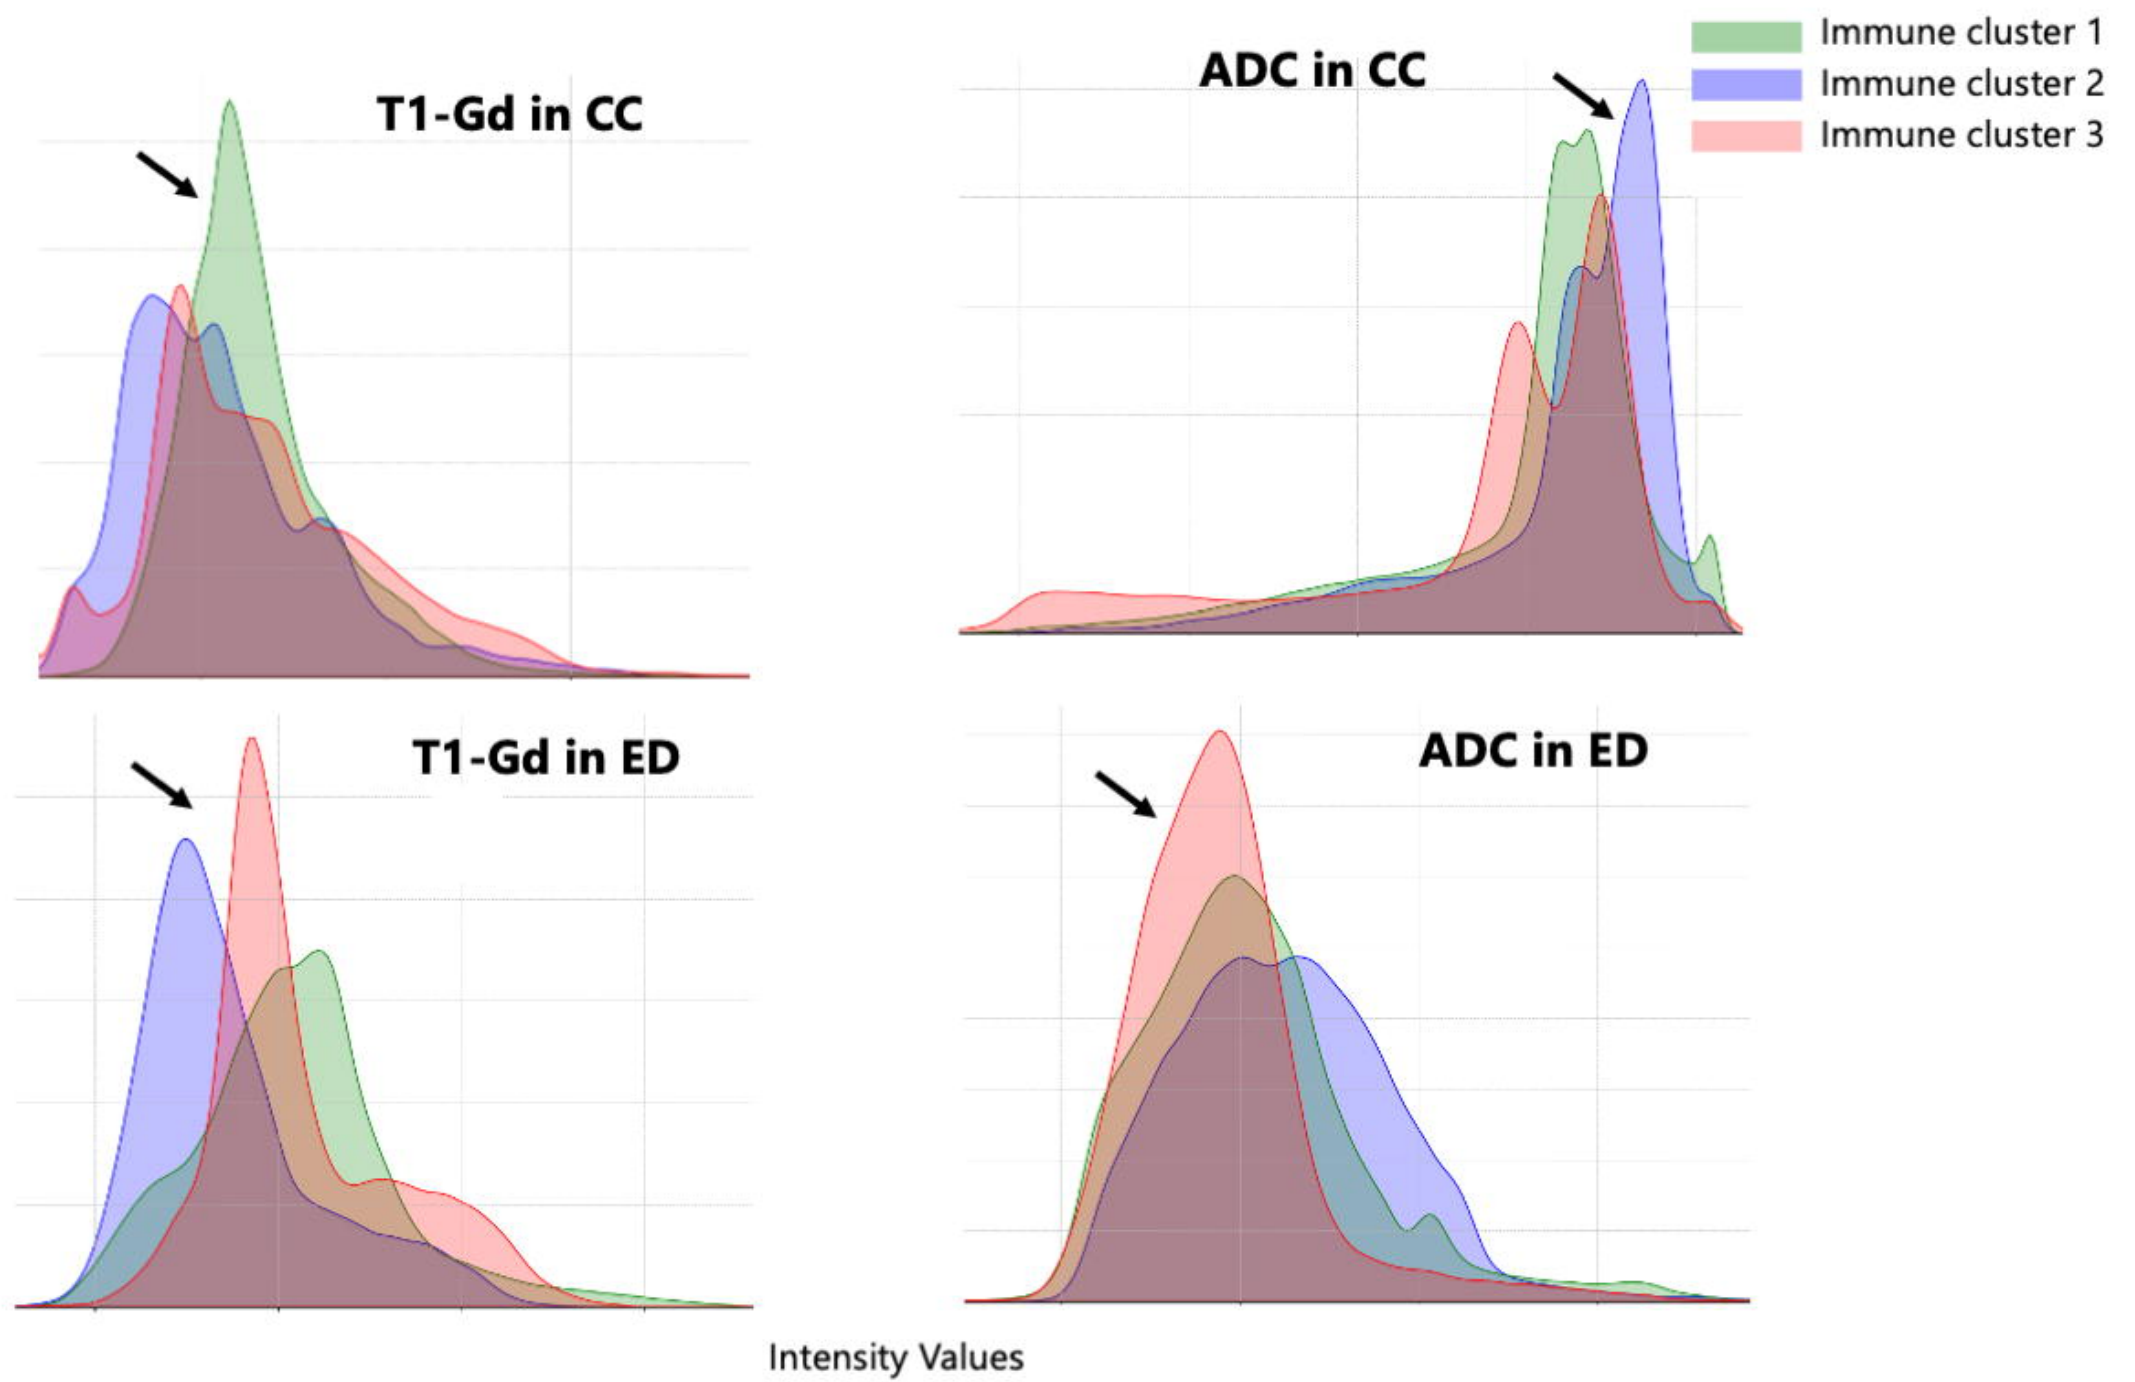 T1-Gd in CC
ADC in CC
Immune cluster 1
Immune cluster 2
Immune cluster 3
T1-Gd in ED
ADC in ED
Intensity Values